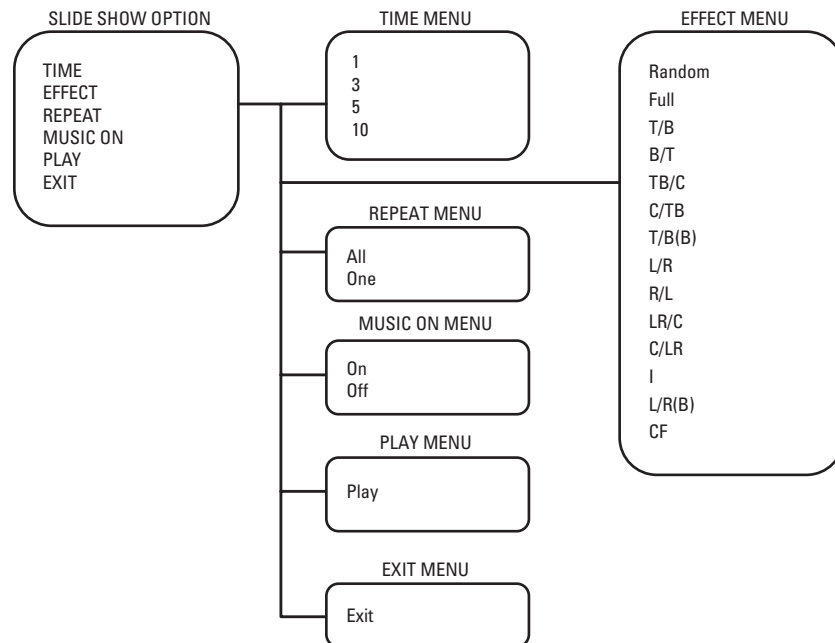 SLIDE SHOW OPTION
TIME
EFFECT
REPEAT
MUSIC ON
PLAY
EXIT
TIME MENU
1
3
5
10
EFFECT MENU
Random
Full
T/B
B/T
TB/C
C/TB
T/B(B)
L/R
R/L
LR/C
C/LR
I
L/R(B)
CF
REPEAT MENU
All
One
MUSIC ON MENU
On
Off
PLAY MENU
Play
EXIT MENU
Exit